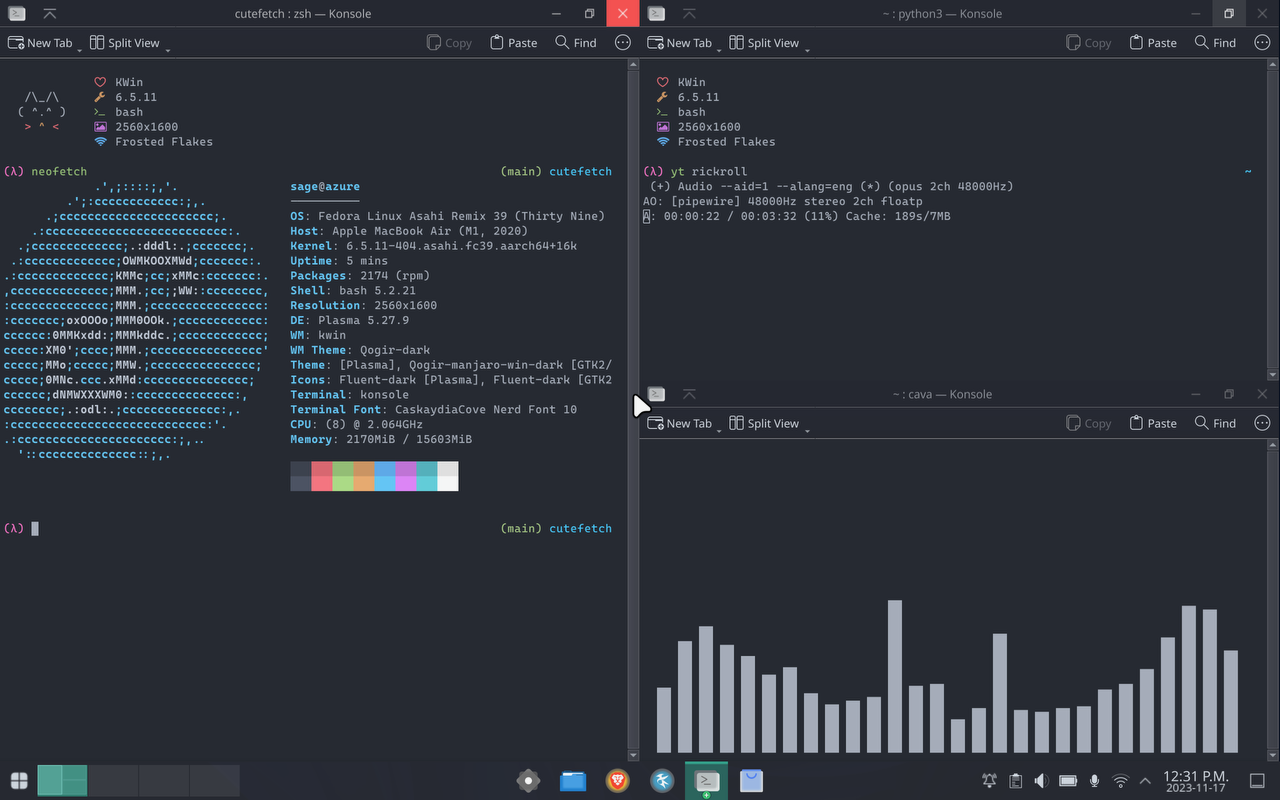 cutefetch : zsh — Konsole
New Tab Split View Copy Paste Find
/\_/\
( ^.^ )
> ^ <
KWin
6.5.11
bash
2560x1600
Frosted Flakes
(λ) neofetch (main) cutefetch
.',;::::;,'.
.';:cccccccccccc:;,.
.;cccccccccccccccccccccc;.
.:cccccccccccccccccccccccccc:.
.;ccccccccccccc;.:dddl:.;ccccccc;.
.:ccccccccccccc;OWMKOOXMWd;ccccccc:.
.:ccccccccccccc;KMMc;cc;xMMc:ccccccc:.
,cccccccccccccc;MMM.;cc;;WW::cccccccc,
:cccccccccccccc;MMM.;cccccccccccccccc:
:ccccccc;oxOOOo;MMM0OOk.;cccccccccccc:
cccccc:0MMKxdd:;MMMkddc.;cccccccccccc;
ccccc:XM0';cccc;MMM.;cccccccccccccccc'
ccccc;MMo;ccccc;MMW.;ccccccccccccccc;
ccccc;0MNc.ccc.xMMd:ccccccccccccccc;
cccccc;dNMWXXXWM0::cccccccccccccc:,
cccccccc;.:odl:.;cccccccccccccc:,.
:cccccccccccccccccccccccccccc:'.
.:cccccccccccccccccccccc:;,..
'::cccccccccccccc::;,.
sage@azure
----------
OS: Fedora Linux Asahi Remix 39 (Thirty Nine)
Host: Apple MacBook Air (M1, 2020)
Kernel: 6.5.11-404.asahi.fc39.aarch64+16k
Uptime: 5 mins
Packages: 2174 (rpm)
Shell: bash 5.2.21
Resolution: 2560x1600
DE: Plasma 5.27.9
WM: kwin
WM Theme: Qogir-dark
Theme: [Plasma], Qogir-manjaro-win-dark [GTK2/
Icons: Fluent-dark [Plasma], Fluent-dark [GTK2
Terminal: konsole
Terminal Font: CaskaydiaCove Nerd Font 10
CPU: (8) @ 2.064GHz
Memory: 2170MiB / 15603MiB
(λ) (main) cutefetch
~ : python3 — Konsole
New Tab Split View Copy Paste Find
KWin
6.5.11
bash
2560x1600
Frosted Flakes
(λ) yt rickroll ~
(+) Audio --aid=1 --alang=eng (*) (opus 2ch 48000Hz)
AO: [pipewire] 48000Hz stereo 2ch floatp
A: 00:00:22 / 00:03:32 (11%) Cache: 189s/7MB
~ : cava — Konsole
New Tab Split View Copy Paste Find
12:31 P.M.
2023-11-17